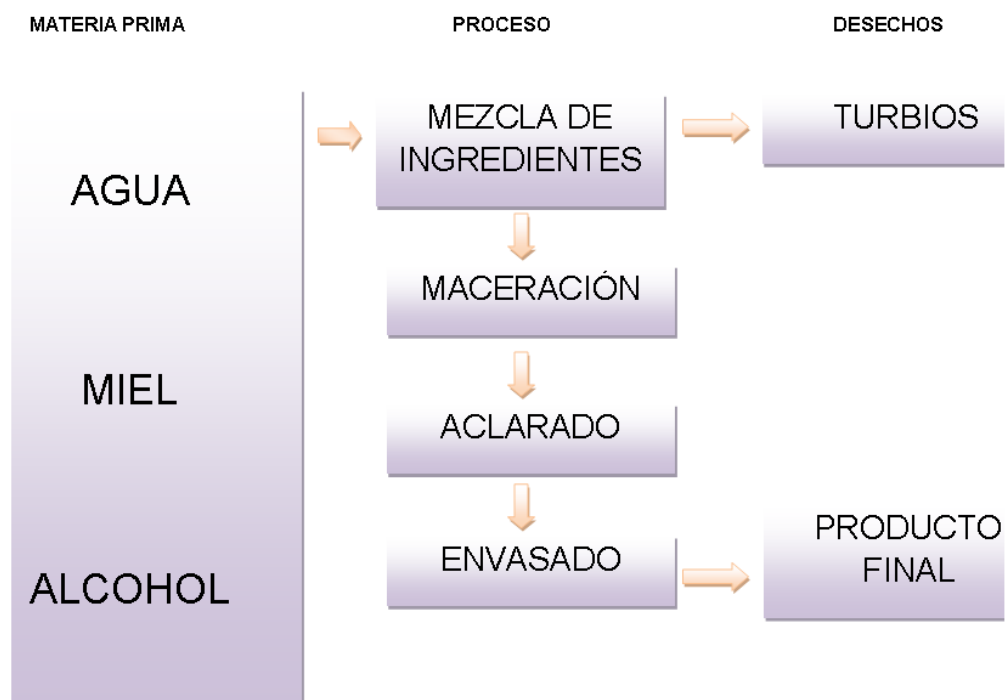 MATERIA PRIMA
PROCESO
DESECHOS
AGUA
MIEL
ALCOHOL
MEZCLA DE
INGREDIENTES
MACERACIÓN
ACLARADO
ENVASADO
TURBIOS
PRODUCTO
FINAL